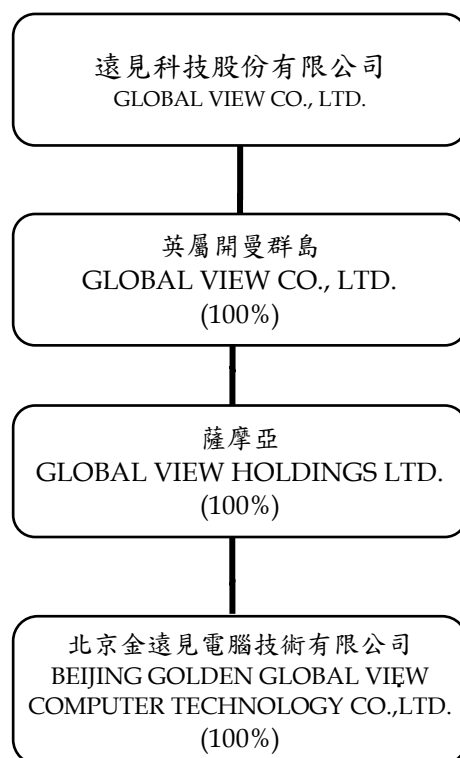 遠見科技股份有限公司
GLOBAL VIEW CO., LTD.
英屬開曼群島
GLOBAL VIEW CO., LTD.
(100%)
薩摩亞
GLOBAL VIEW HOLDINGS LTD.
(100%)
北京金遠見電腦技術有限公司
BEIJING GOLDEN GLOBAL VIEW
COMPUTER TECHNOLOGY CO.,LTD.
(100%)